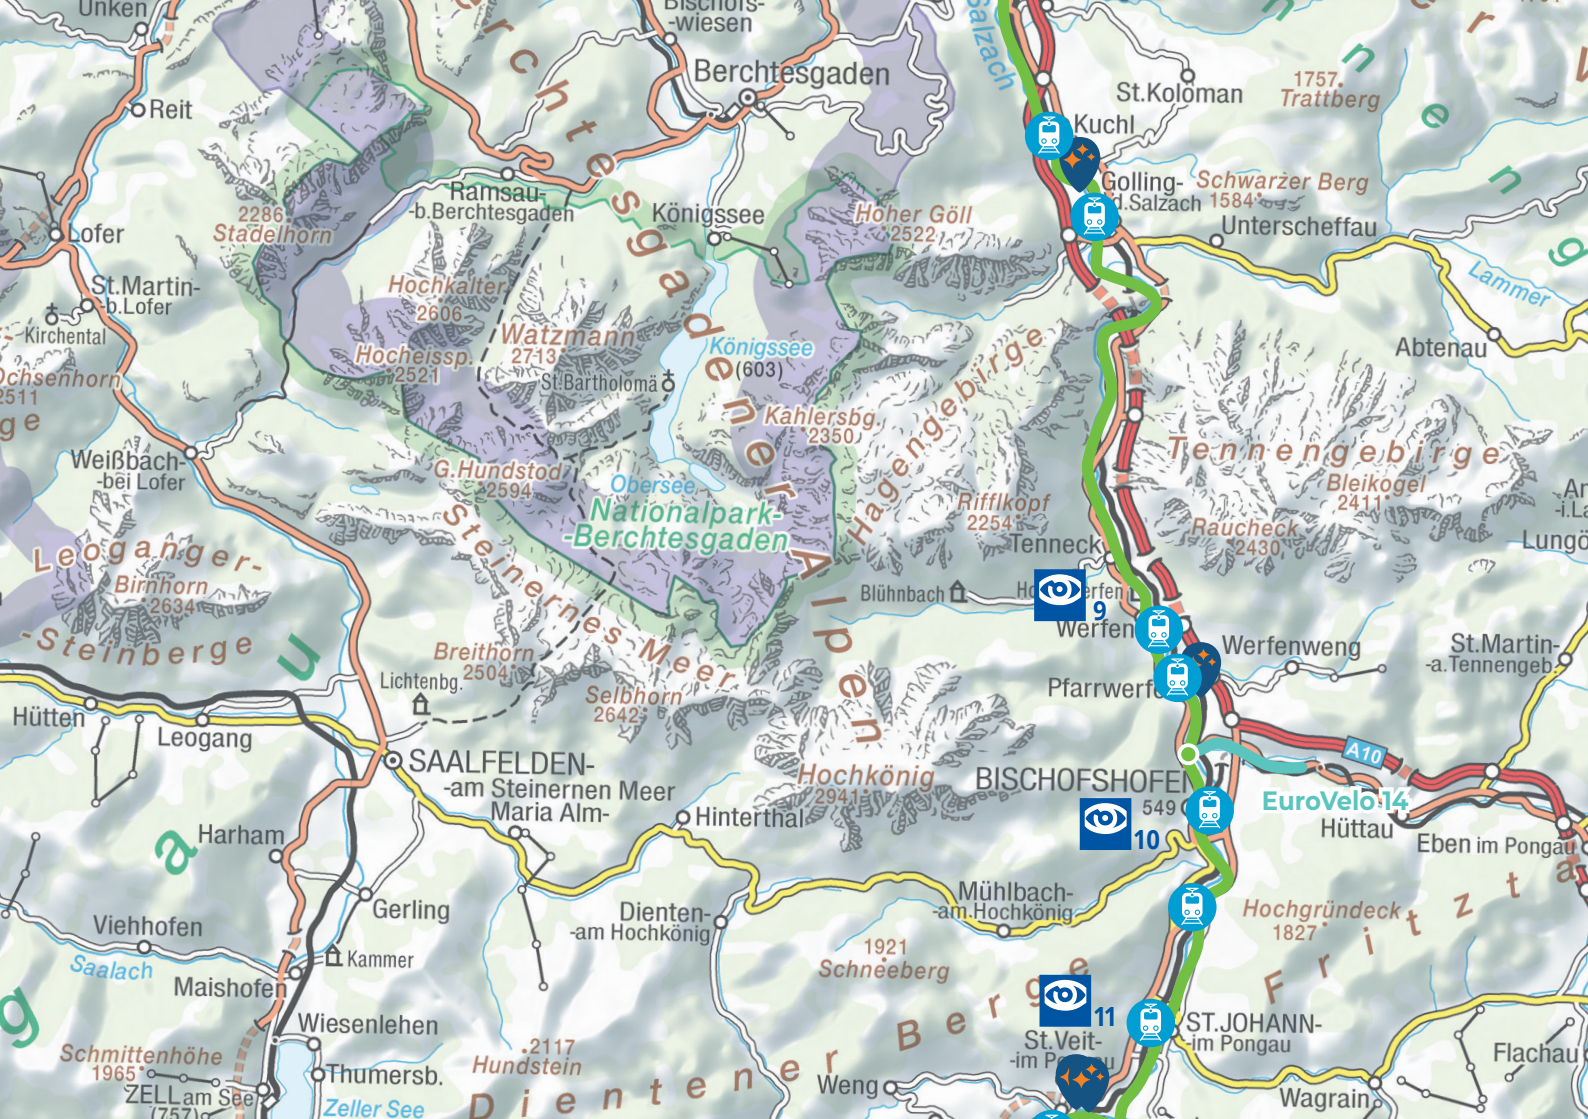 Unken
Bischofs-
-wiesen
Salzach
Berchtesgaden
St.Koloman
1757
Trattberg
Reit
Kuchl
Ramsau-
-b.Berchtesgaden
Königssee
Golling-
Schwarzer Berg
1584
Hoher Göll
2522
Unterscheffau
2286
Stadelhorn
Lofer
St.Martin-
-b.Lofer
Kirchental
Hochkalter
2606
Watzmann
2713
Lammer
Abtenau
Hocheissp.
2521
St.Bartholomä
Königssee
(603)
Ochsenhorn
2511
Kahlersbg.
2350
Hagengebirge
Tennengebirge
Bleikogel
2411
Weißbach-
-bei Lofer
G.Hundstod
2594
Obersee
Nationalpark-
-Berchtesgaden
Rifflkopf
2254
Raucheck
2430
Tenneck
Leoganger-
-Steinberge
Birnhorn
2634
Steinernes Meer
Berchtesgadener Alpen
Blühnbach
9
Werfen
Werfenweng
St.Martin-
-a.Tennengeb.
Breithorn
2504
Lichtenbg.
Selbhorn
2642
Hütten
Leogang
A10
SAALFELDEN-
-am Steinernen Meer
Maria Alm-
Hochkönig
2941
549
EuroVelo 14
Hüttau
Eben im Pongau
10
Hinterthal
Harham
Gerling
Viehhofen
Dienten-
-am Hochkönig
Mühlbach-
-am.Hochkönig
Hochgründeck
1827
Kammer
Saalach
Maishofen
1921
Schneeberg
11
ST.JOHANN-
-im Pongau
St.Veit-
Wiesenlehen
Schmittenhöhe
1965
2117
Hundstein
Dientener Berge
Thumersb.
ZELL am See
(757)
Zeller See
Weng
Flachau
Wagrain